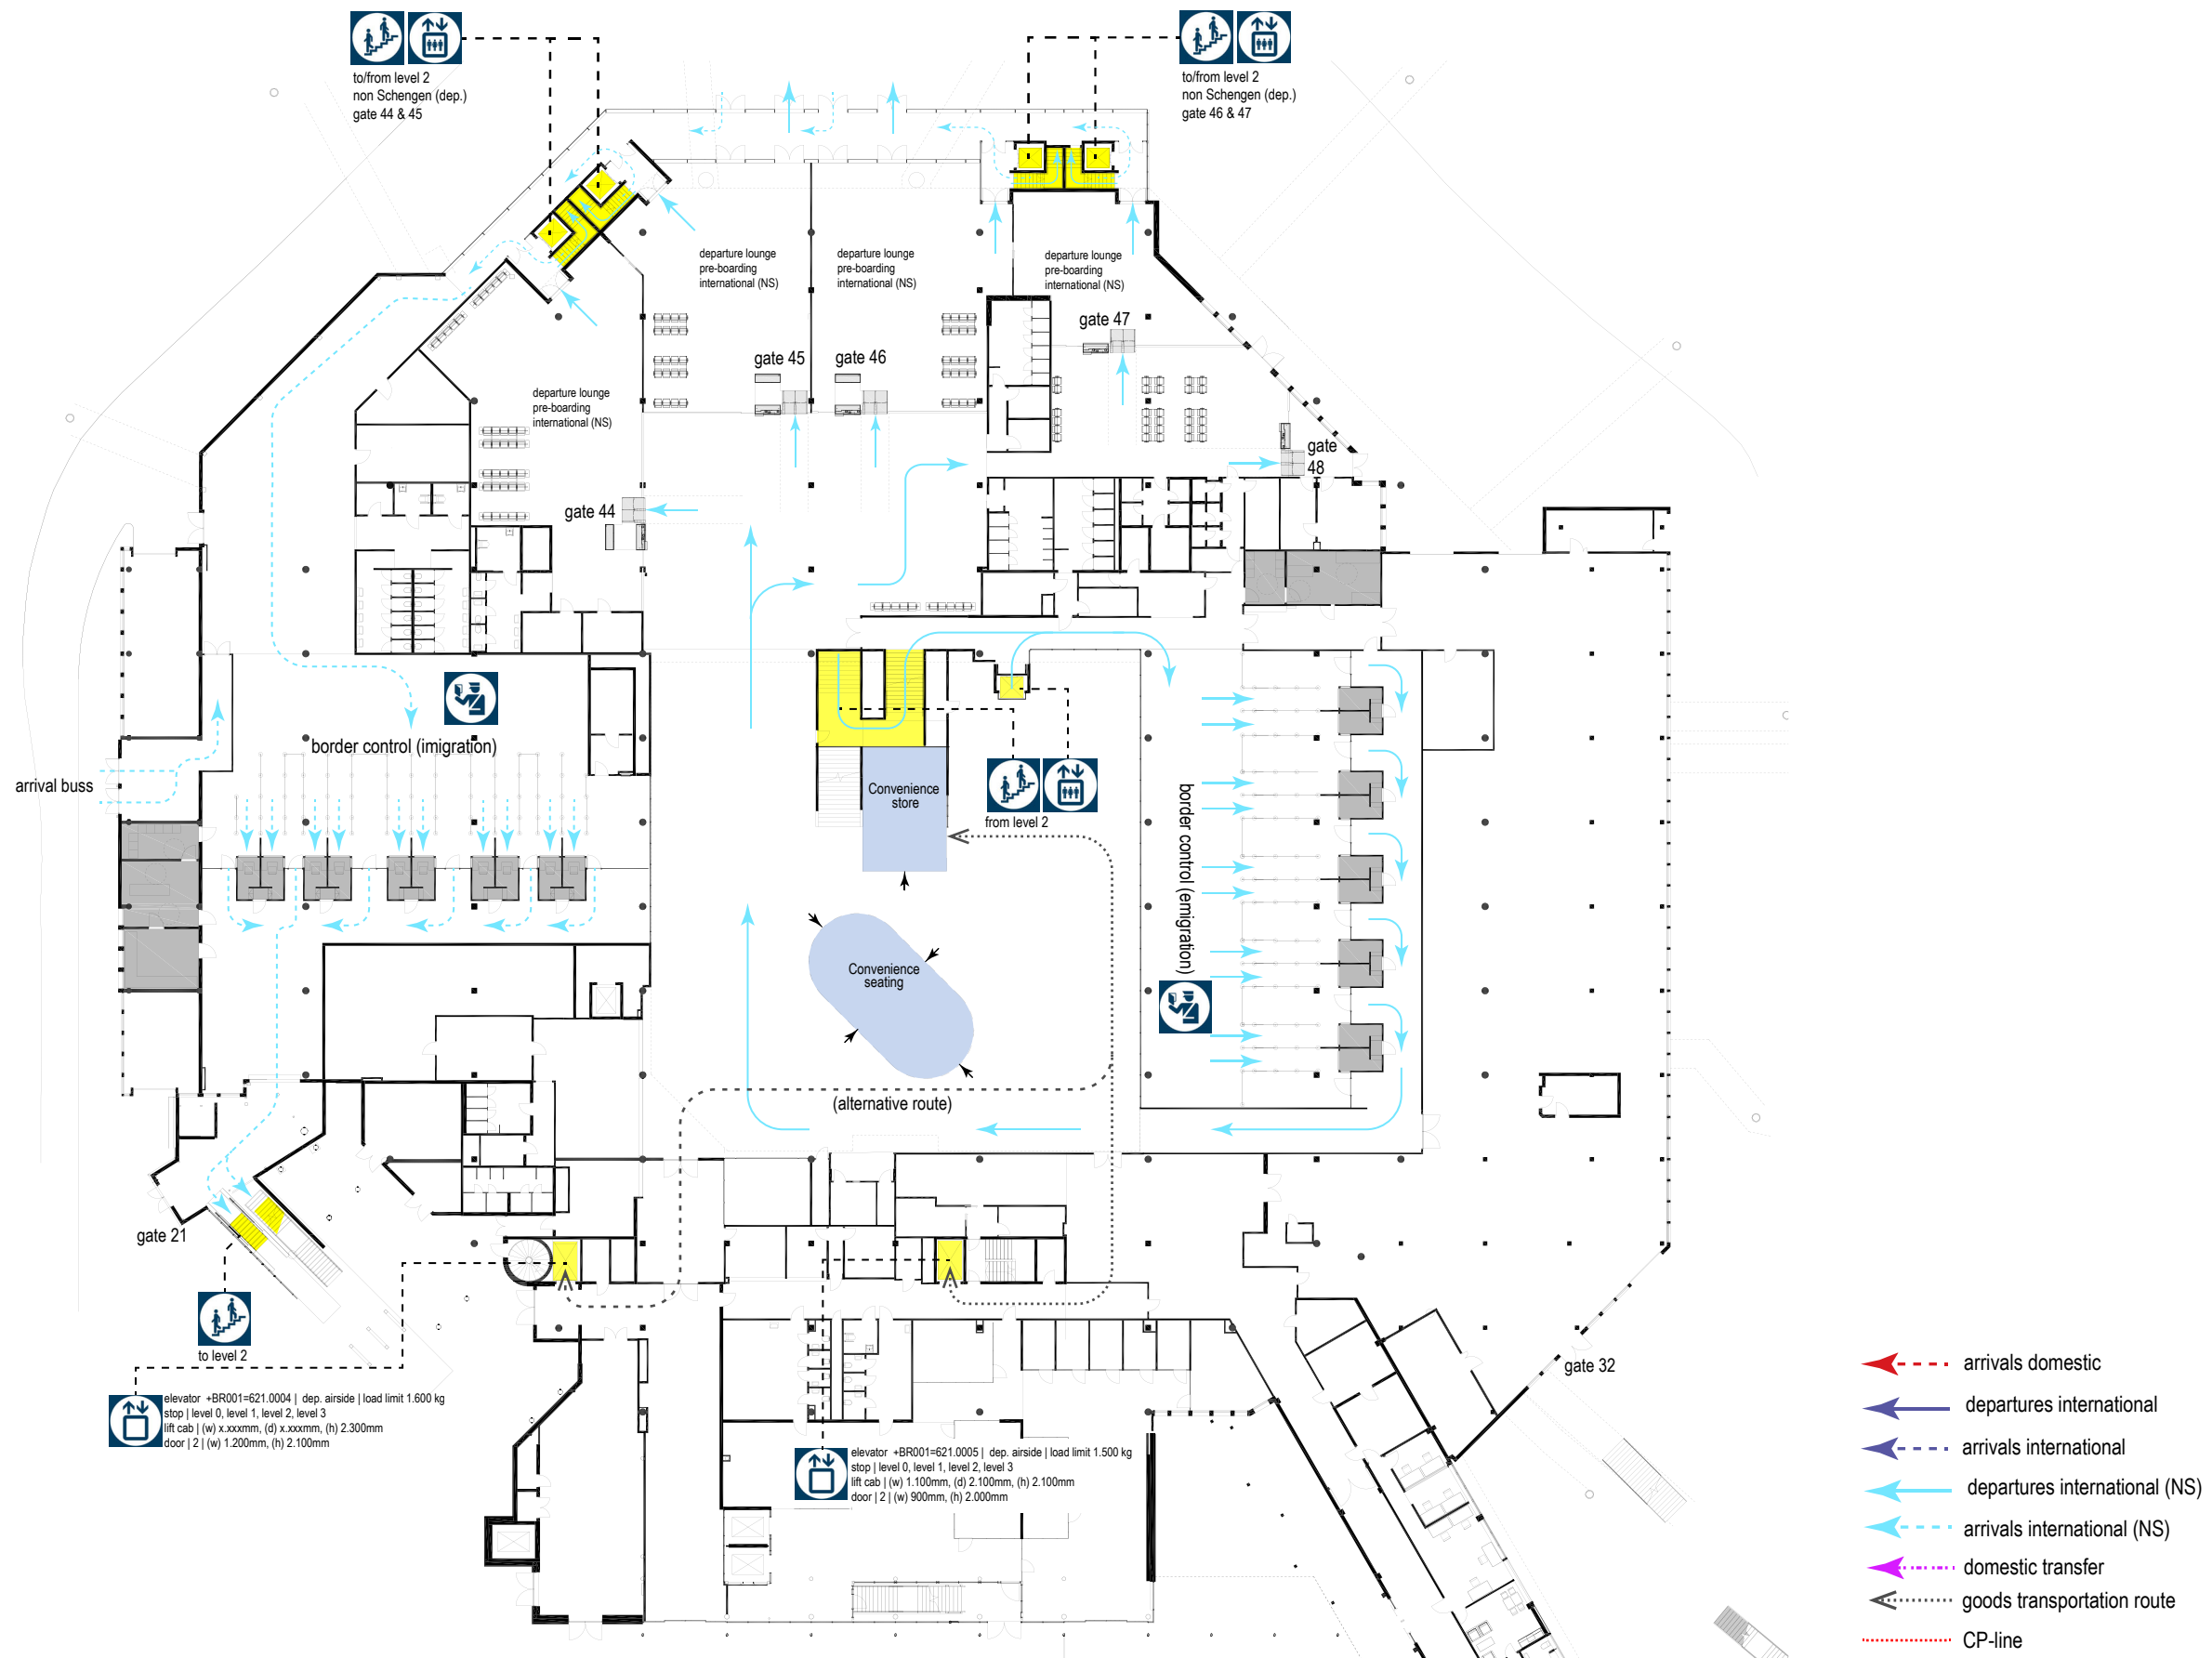 to/from level 2
non Schengen (dep.)
gate 44 & 45
to/from level 2
non Schengen (dep.)
gate 46 & 47
departure lounge
pre-boarding
international (NS)
departure lounge
pre-boarding
international (NS)
departure lounge
pre-boarding
international (NS)
gate 47
gate 45
gate 46
departure lounge
pre-boarding
international (NS)
gate
48
gate 44
border control (imigration)
arrival buss
Convenience
store
from level 2
border control (emigration)
Convenience
seating
(alternative route)
gate 21
to level 2
gate 32
elevator +BR001=621.0004 | dep. airside | load limit 1.600 kg
stop | level 0, level 1, level 2, level 3
lift cab | (w) x.xxxmm, (d) x.xxxmm, (h) 2.300mm
door | 2 | (w) 1.200mm, (h) 2.100mm
elevator +BR001=621.0005 | dep. airside | load limit 1.500 kg
stop | level 0, level 1, level 2, level 3
lift cab | (w) 1.100mm, (d) 2.100mm, (h) 2.100mm
door | 2 | (w) 900mm, (h) 2.000mm
arrivals domestic
departures international
arrivals international
departures international (NS)
arrivals international (NS)
domestic transfer
goods transportation route
CP-line